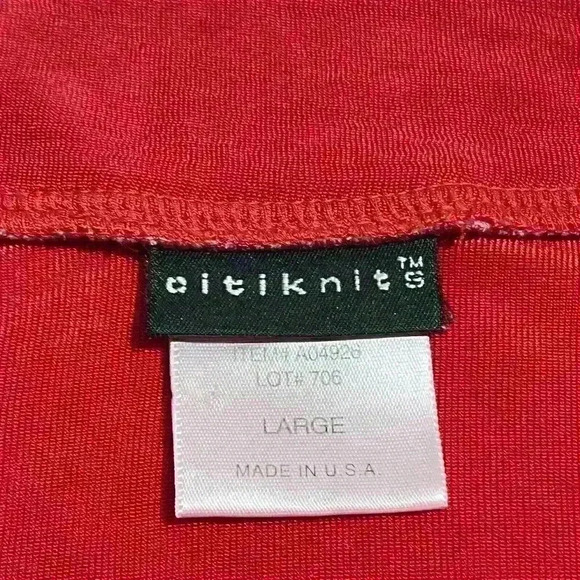 citiknits™
ITEM# A04926
LOT# 706
LARGE
MADE IN U.S.A.